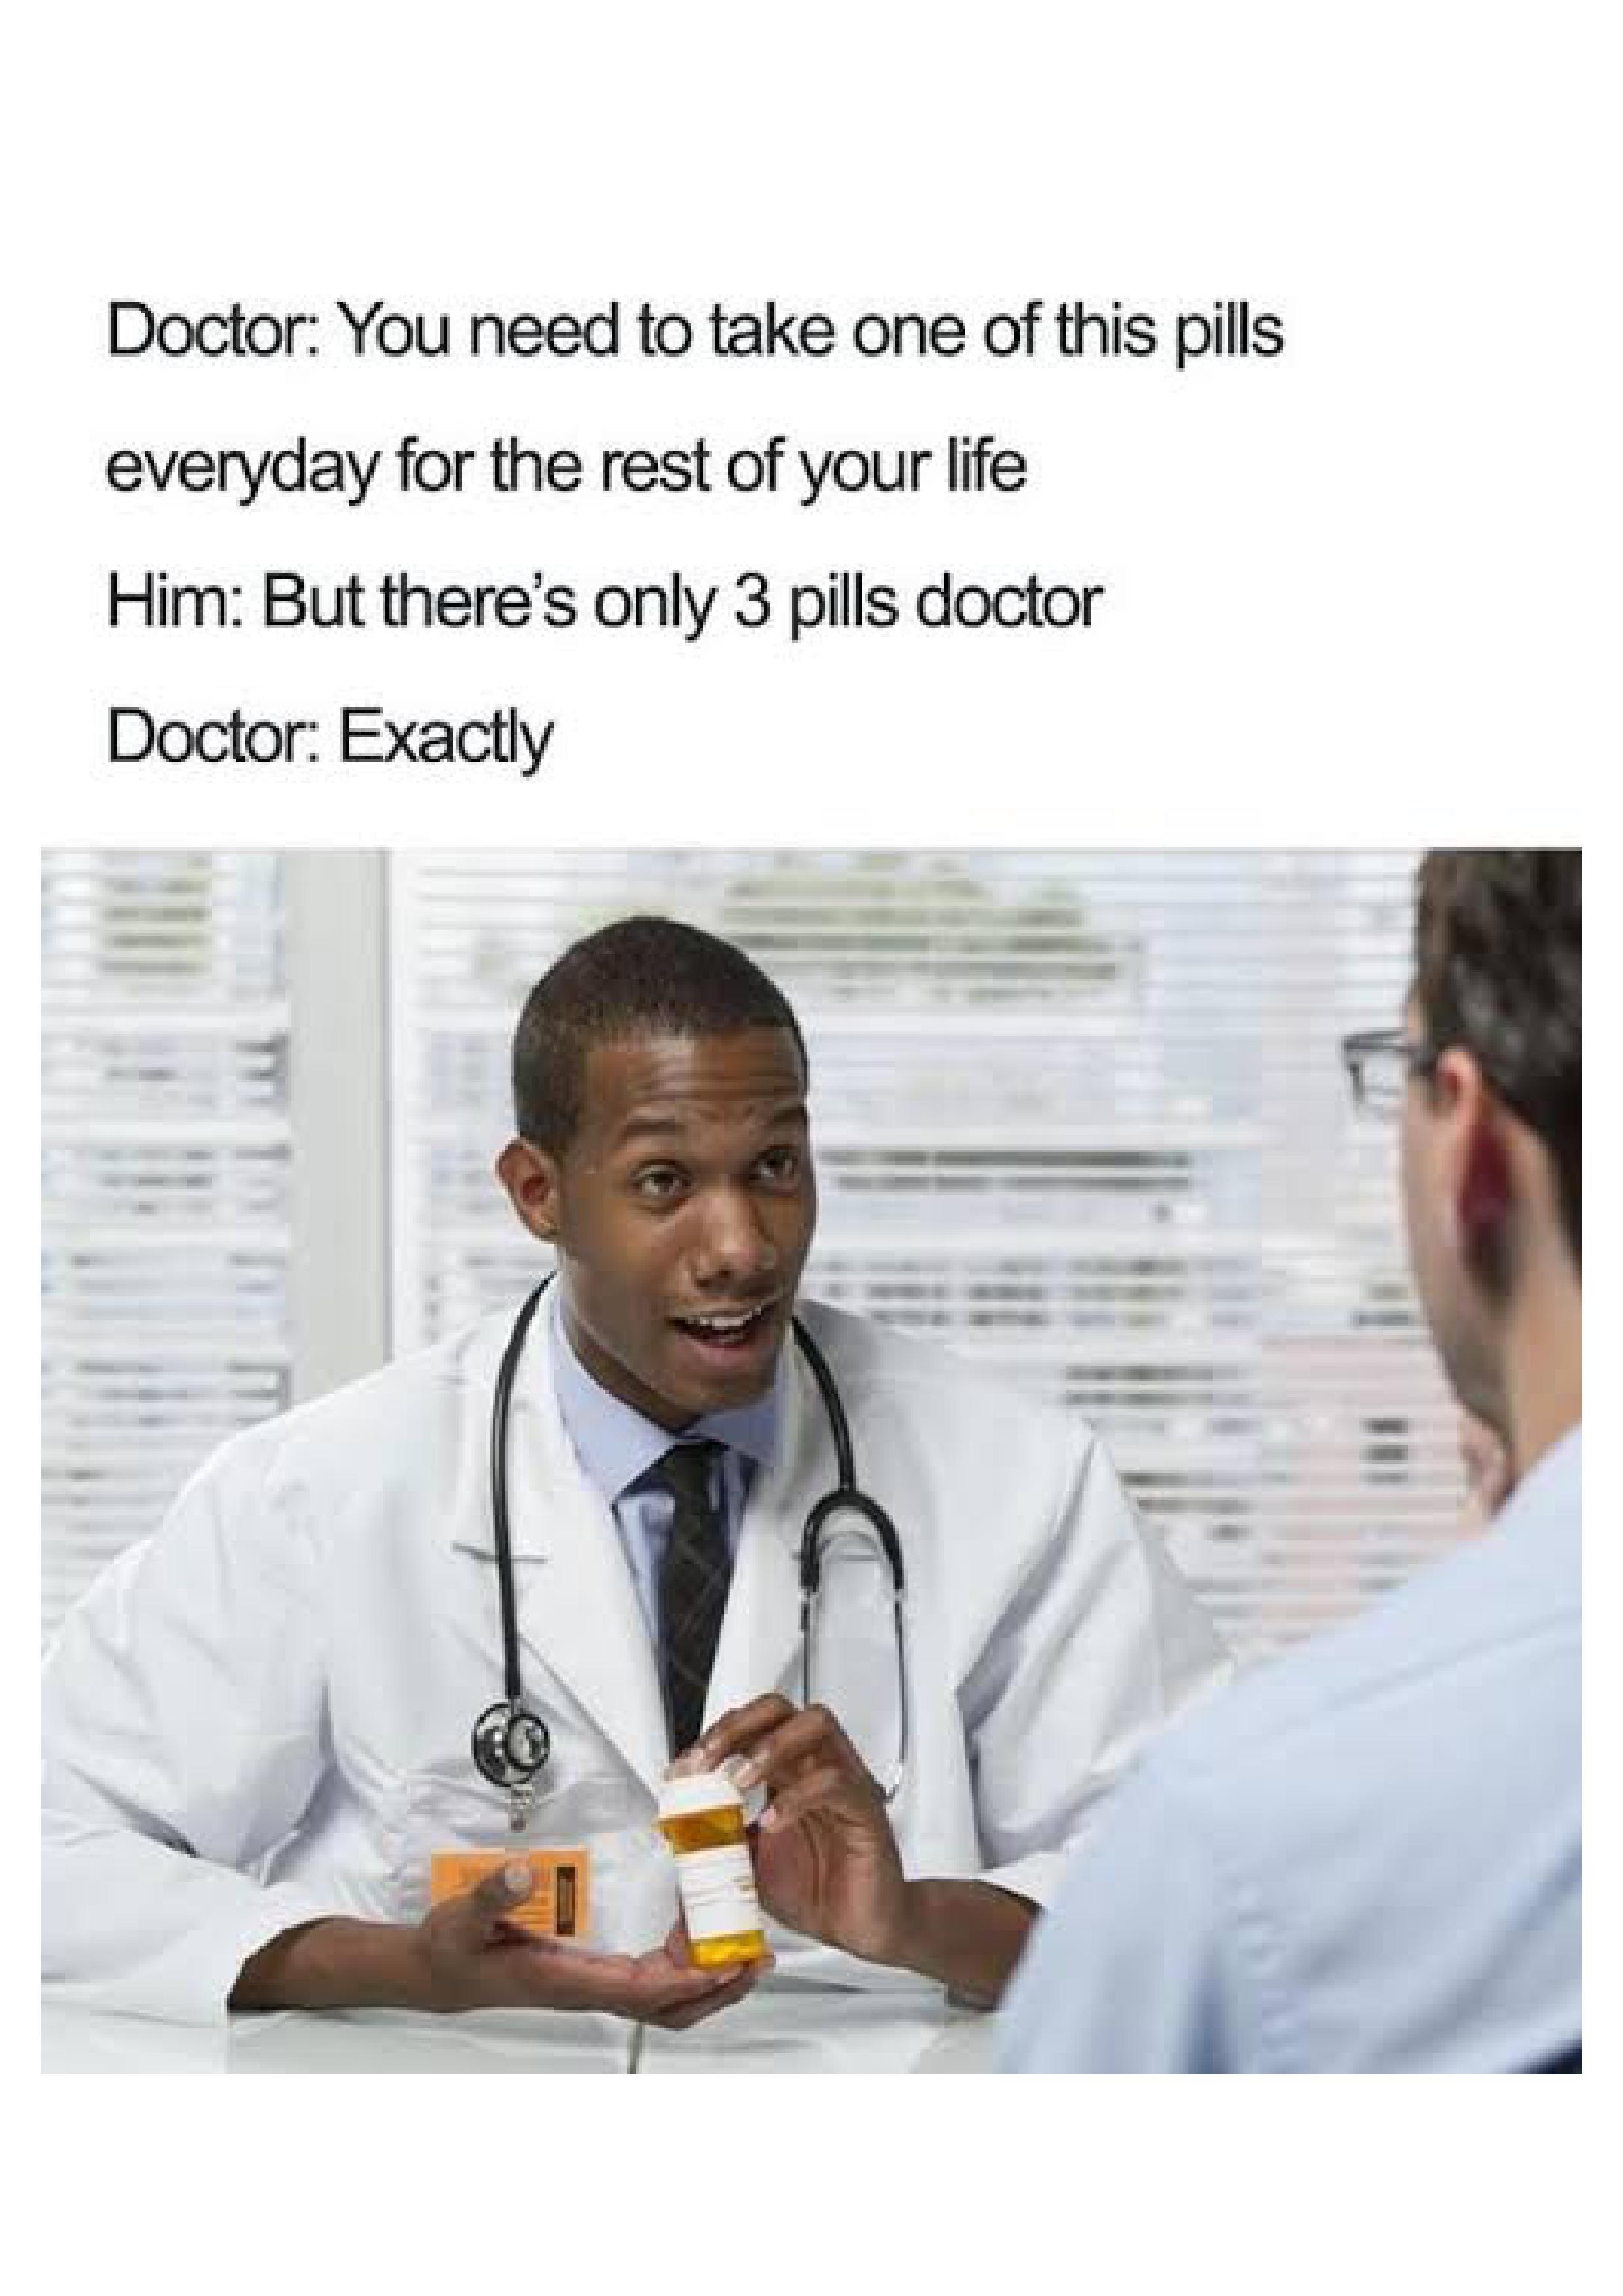 Doctor: You need to take one of this pills
everyday for the rest of your life
Him: But there's only 3 pills doctor
Doctor: Exactly